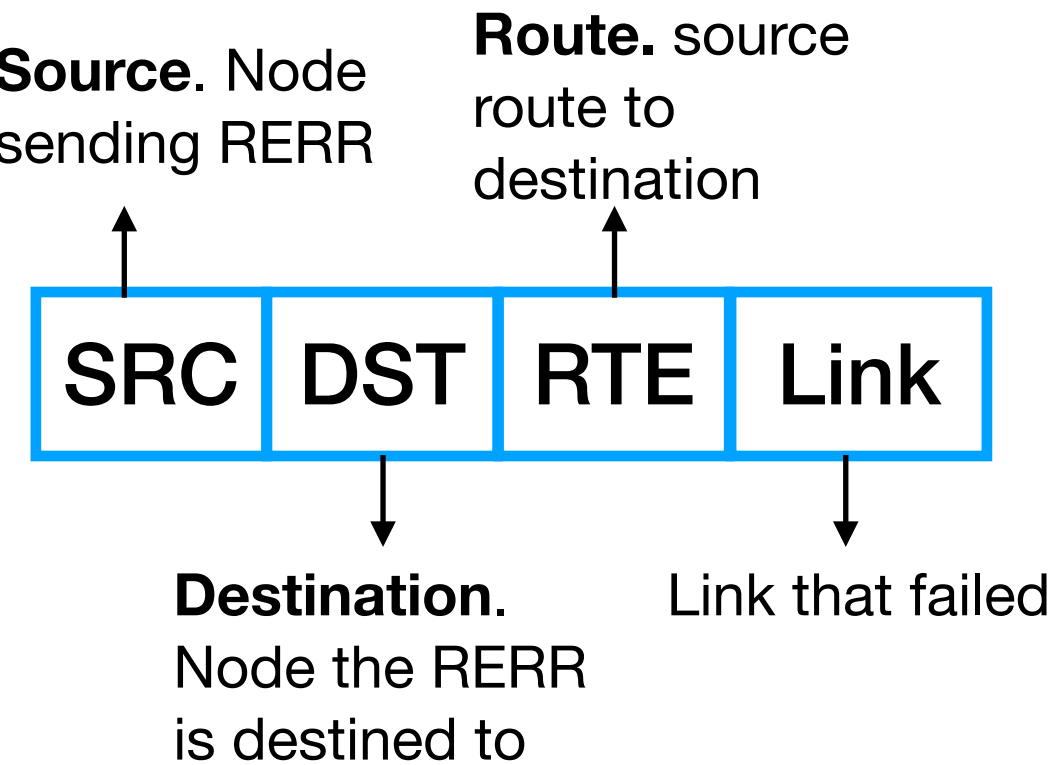 Source. Node
sending RERR
Route. source
route to
destination
SRC DST RTE Link
Destination.
Node the RERR
is destined to
Link that failed